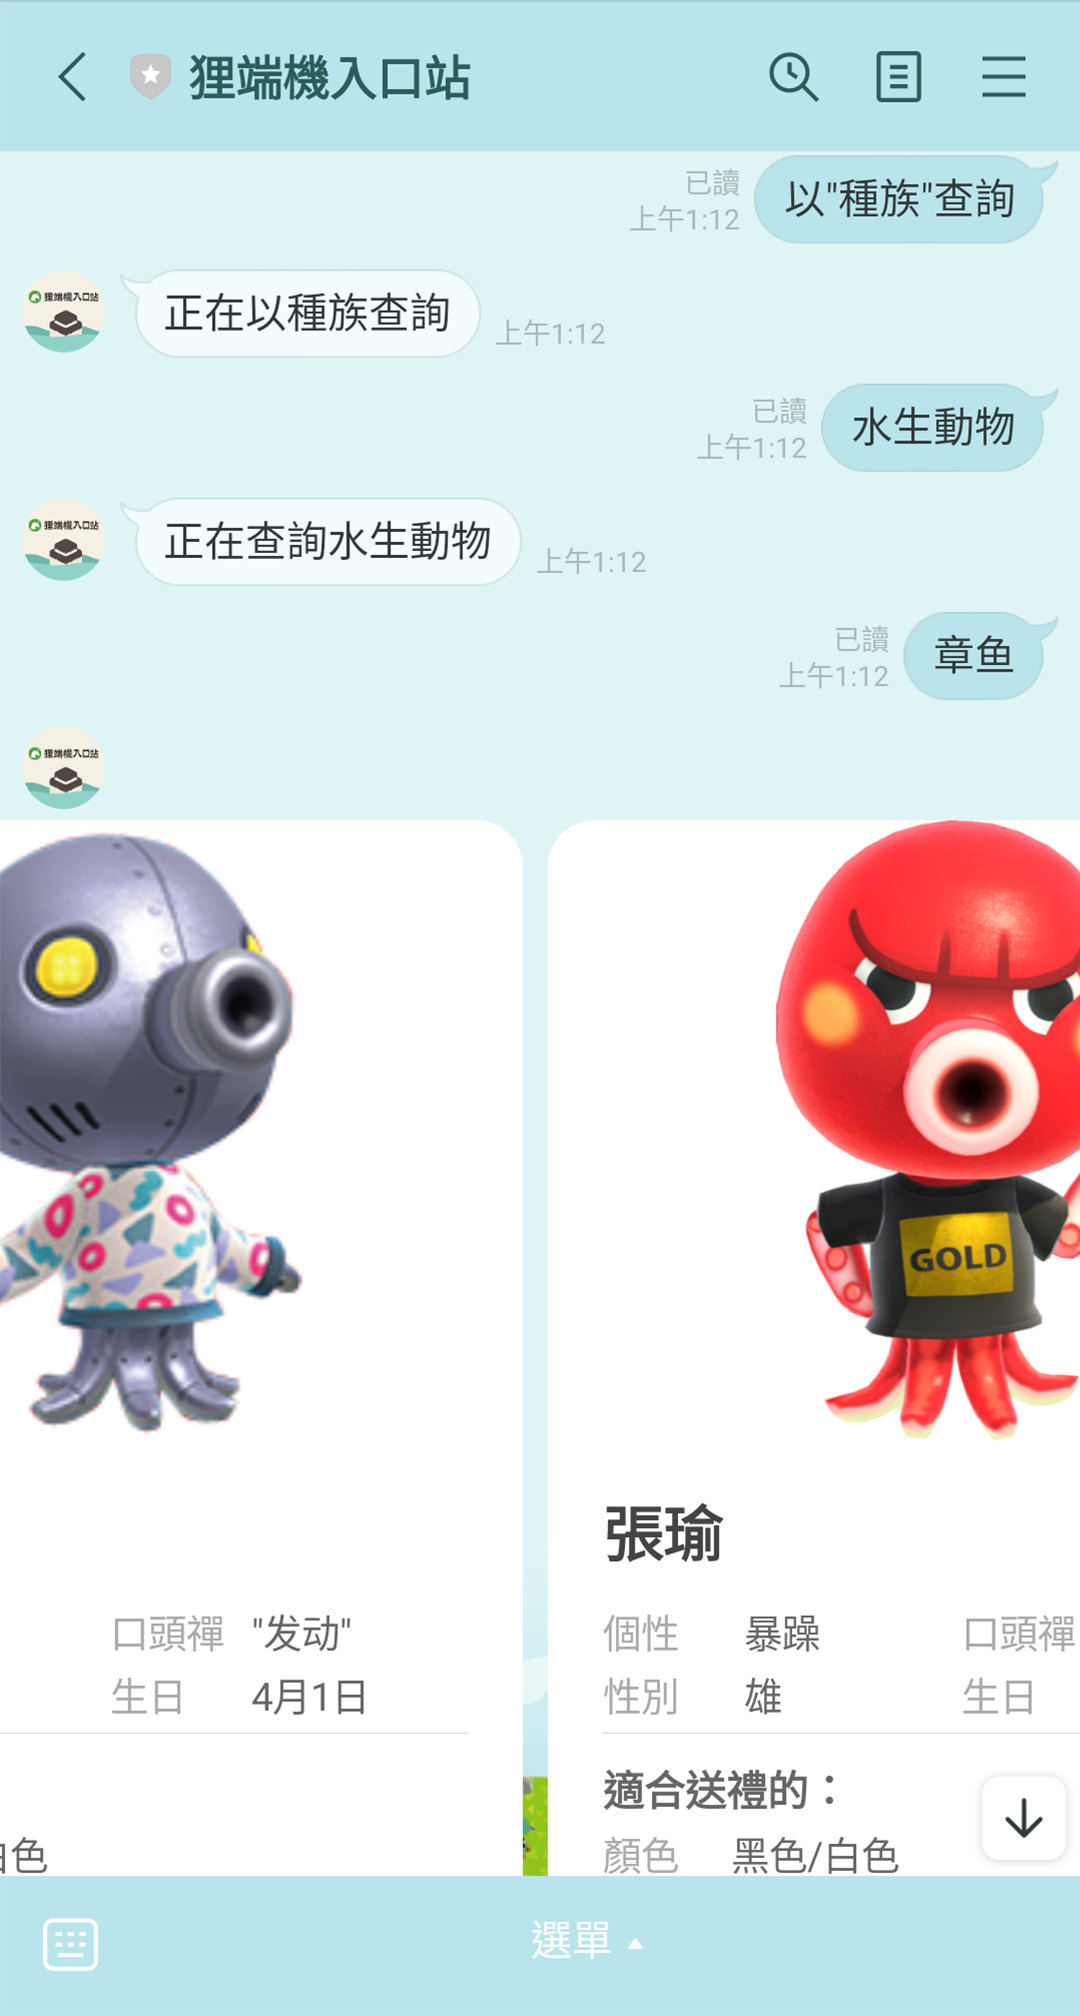 狸端機入口站
已讀
上午1:12
以"種族"查詢
狸端機入口站
正在以種族查詢
上午1:12
已讀
上午1:12
水生動物
狸端機入口站
正在查詢水生動物
上午1:12
已讀
上午1:12
章鱼
狸端機入口站
GOLD
口頭禪 "发动"
生日 4月1日
色
張瑜
個性 暴躁 口頭禪
性別 雄 生日
適合送禮的：
顏色 黑色/白色
選單